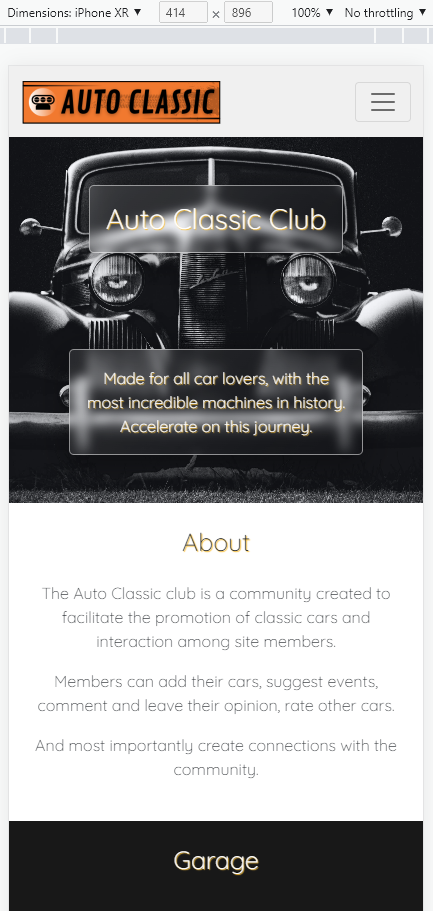 Dimensions: iPhone XR ▼ 414 × 896 100% ▼ No throttling ▼
AUTO CLASSIC
Auto Classic Club
Made for all car lovers, with the
most incredible machines in history.
Accelerate on this journey.
About
The Auto Classic club is a community created to
facilitate the promotion of classic cars and
interaction among site members.
Members can add their cars, suggest events,
comment and leave their opinion, rate other cars.
And most importantly create connections with the
community.
Garage